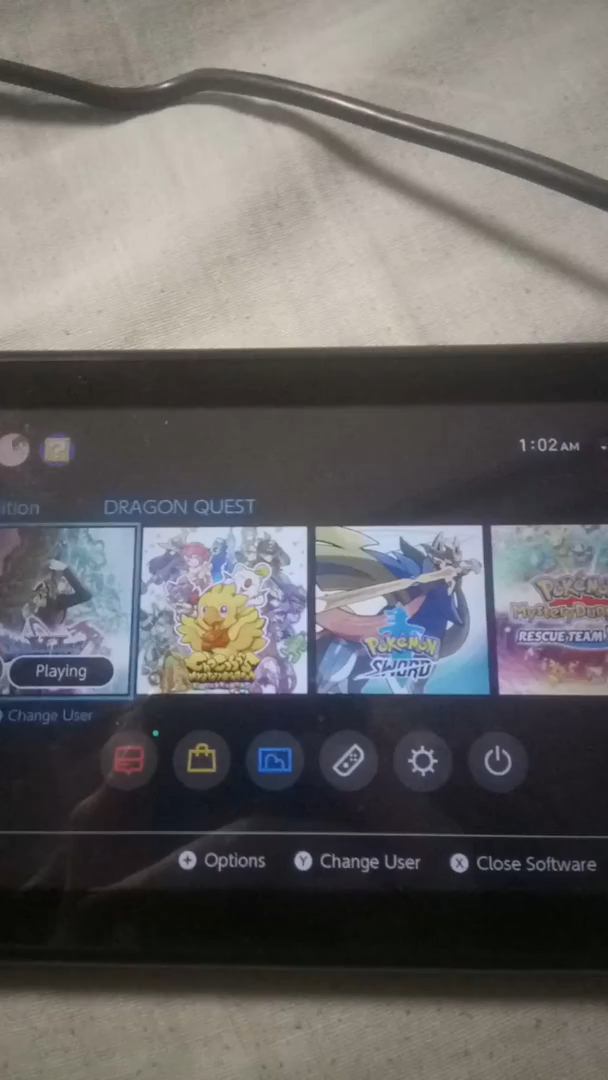 1:02 AM
ition DRAGON QUEST
Playing
POKÉMON
SWORD
POKÉMON
RESCUE TEAM
Change User
Options Change User Close Software